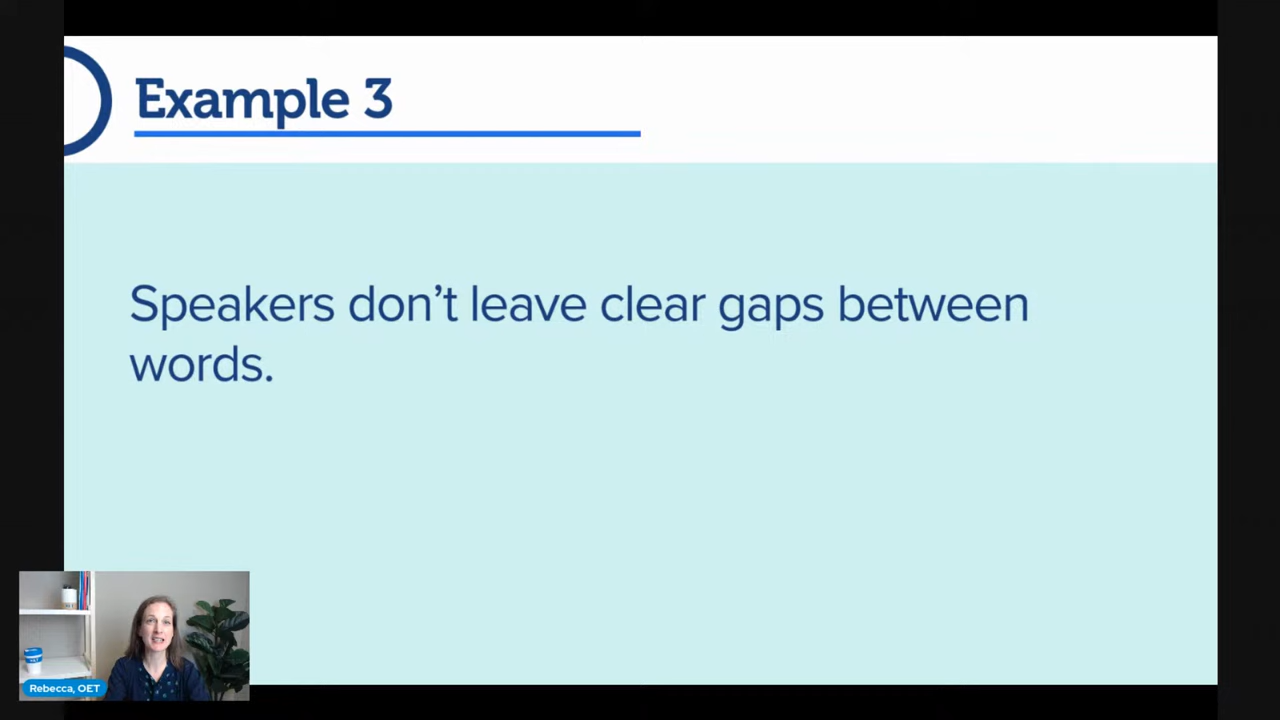 Example 3
Speakers don’t leave clear gaps between
words.
Rebecca, OET